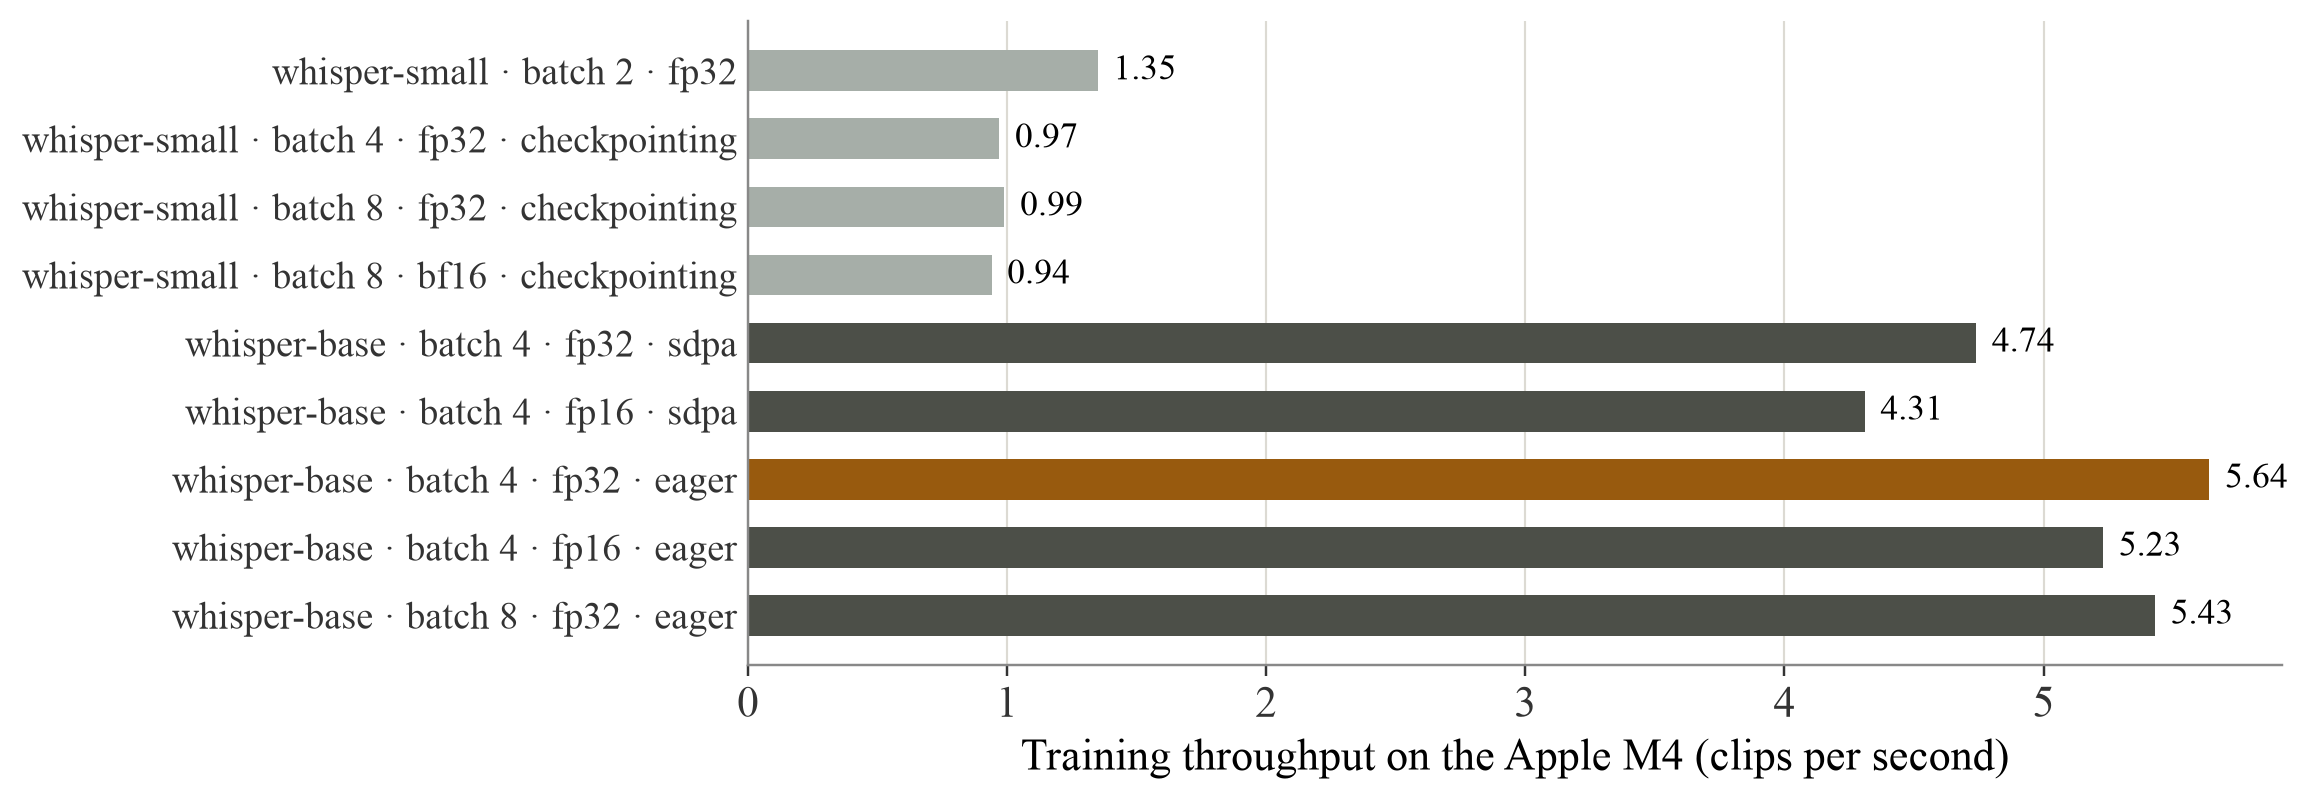 whisper-small · batch 2 · fp32 1.35
whisper-small · batch 4 · fp32 · checkpointing 0.97
whisper-small · batch 8 · fp32 · checkpointing 0.99
whisper-small · batch 8 · bf16 · checkpointing 0.94
whisper-base · batch 4 · fp32 · sdpa 4.74
whisper-base · batch 4 · fp16 · sdpa 4.31
whisper-base · batch 4 · fp32 · eager 5.64
whisper-base · batch 4 · fp16 · eager 5.23
whisper-base · batch 8 · fp32 · eager 5.43
0 1 2 3 4 5
Training throughput on the Apple M4 (clips per second)